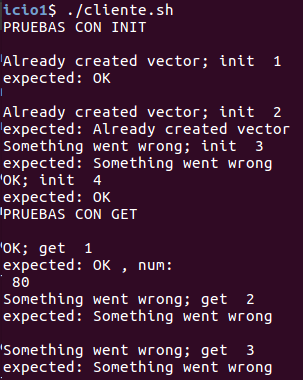 icio1$ ./cliente.sh
PRUEBAS CON INIT
Already created vector; init  1
expected: OK
Already created vector; init  2
expected: Already created vector
Something went wrong; init  3
expected: Something went wrong
OK; init  4
expected: OK
PRUEBAS CON GET
OK; get  1
expected: OK , num:
 80
Something went wrong; get  2
expected: Something went wrong
Something went wrong; get  3
expected: Something went wrong